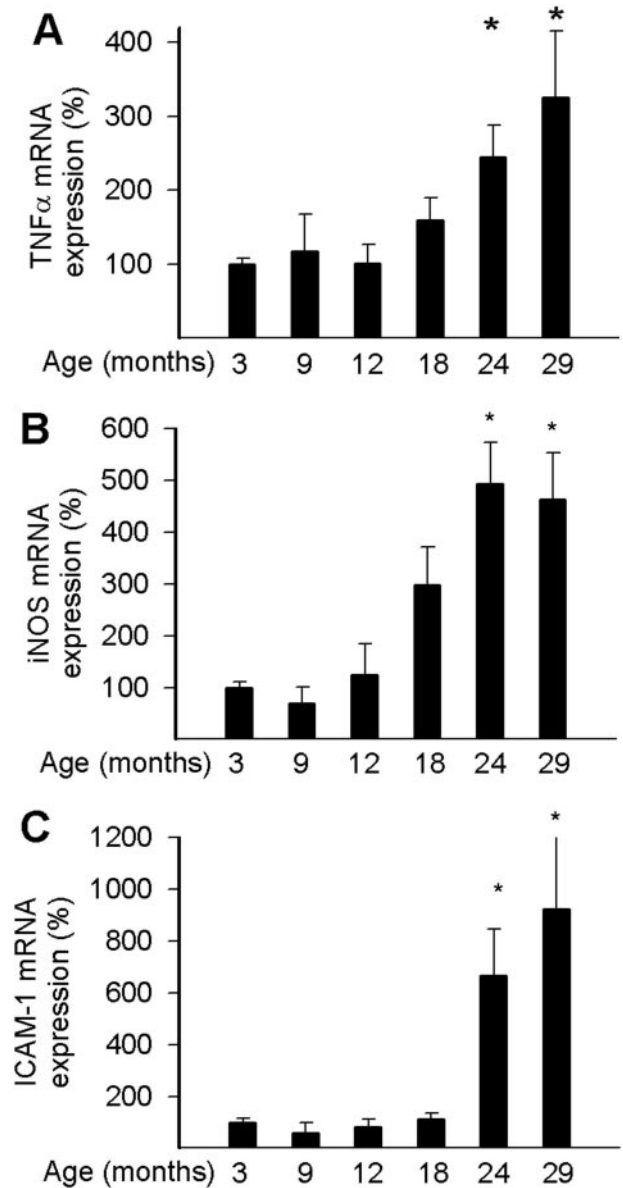 A
TNFα mRNA
expression (%)
400
300
200
100
* *
Age (months) 3 9 12 18 24 29
B
iNOS mRNA
expression (%)
600
500
400
300
200
100
* *
Age (months) 3 9 12 18 24 29
C
ICAM-1 mRNA
expression (%)
1200
1000
800
600
400
200
* *
Age (months) 3 9 12 18 24 29